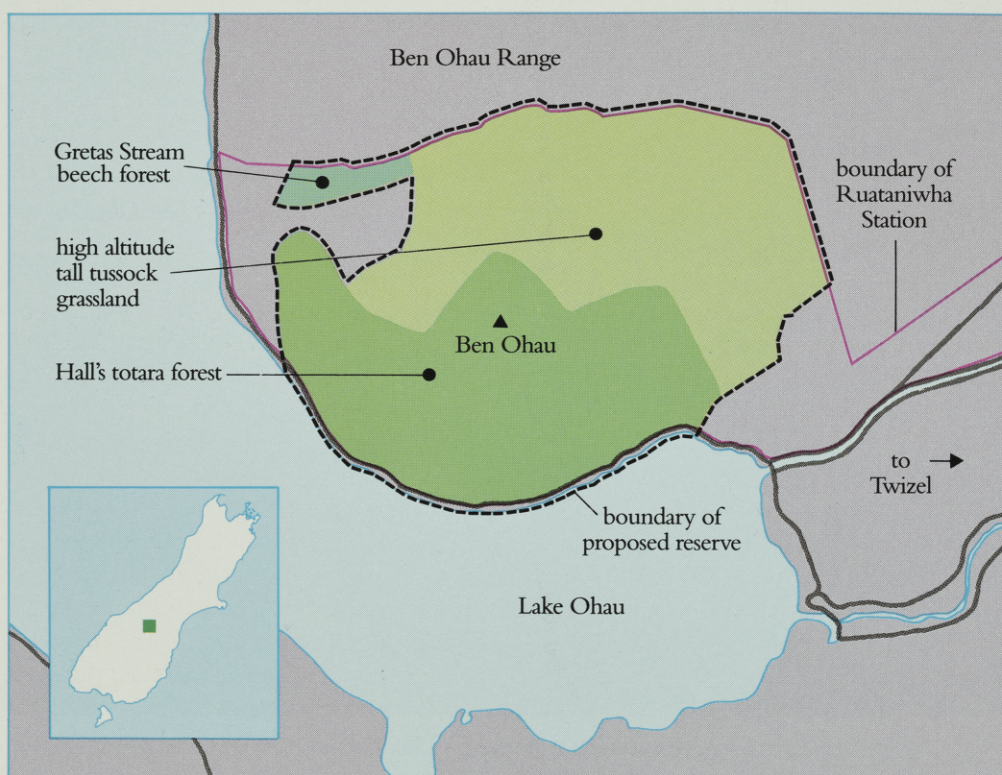 Ben Ohau Range
Gretas Stream
beech forest
boundary of
Ruataniwha
Station
high altitude
tall tussock
grassland
Ben Ohau
Hall's totara forest
to
Twizel
boundary of
proposed reserve
Lake Ohau